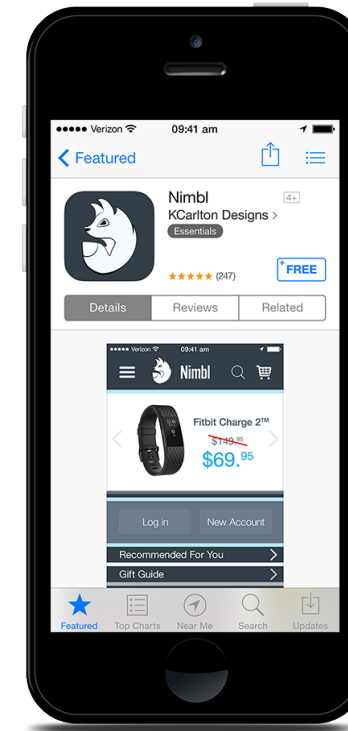 Verizon 09:41 am
Featured
Nimbl
4+
KCarlton Designs >
Essentials
(247)
+FREE
Details Reviews Related
Verizon 09:41 am
Nimbl
Fitbit Charge 2™
$149.95
$69.95
Log in New Account
Recommended For You
Gift Guide
Featured Top Charts Near Me Search Updates